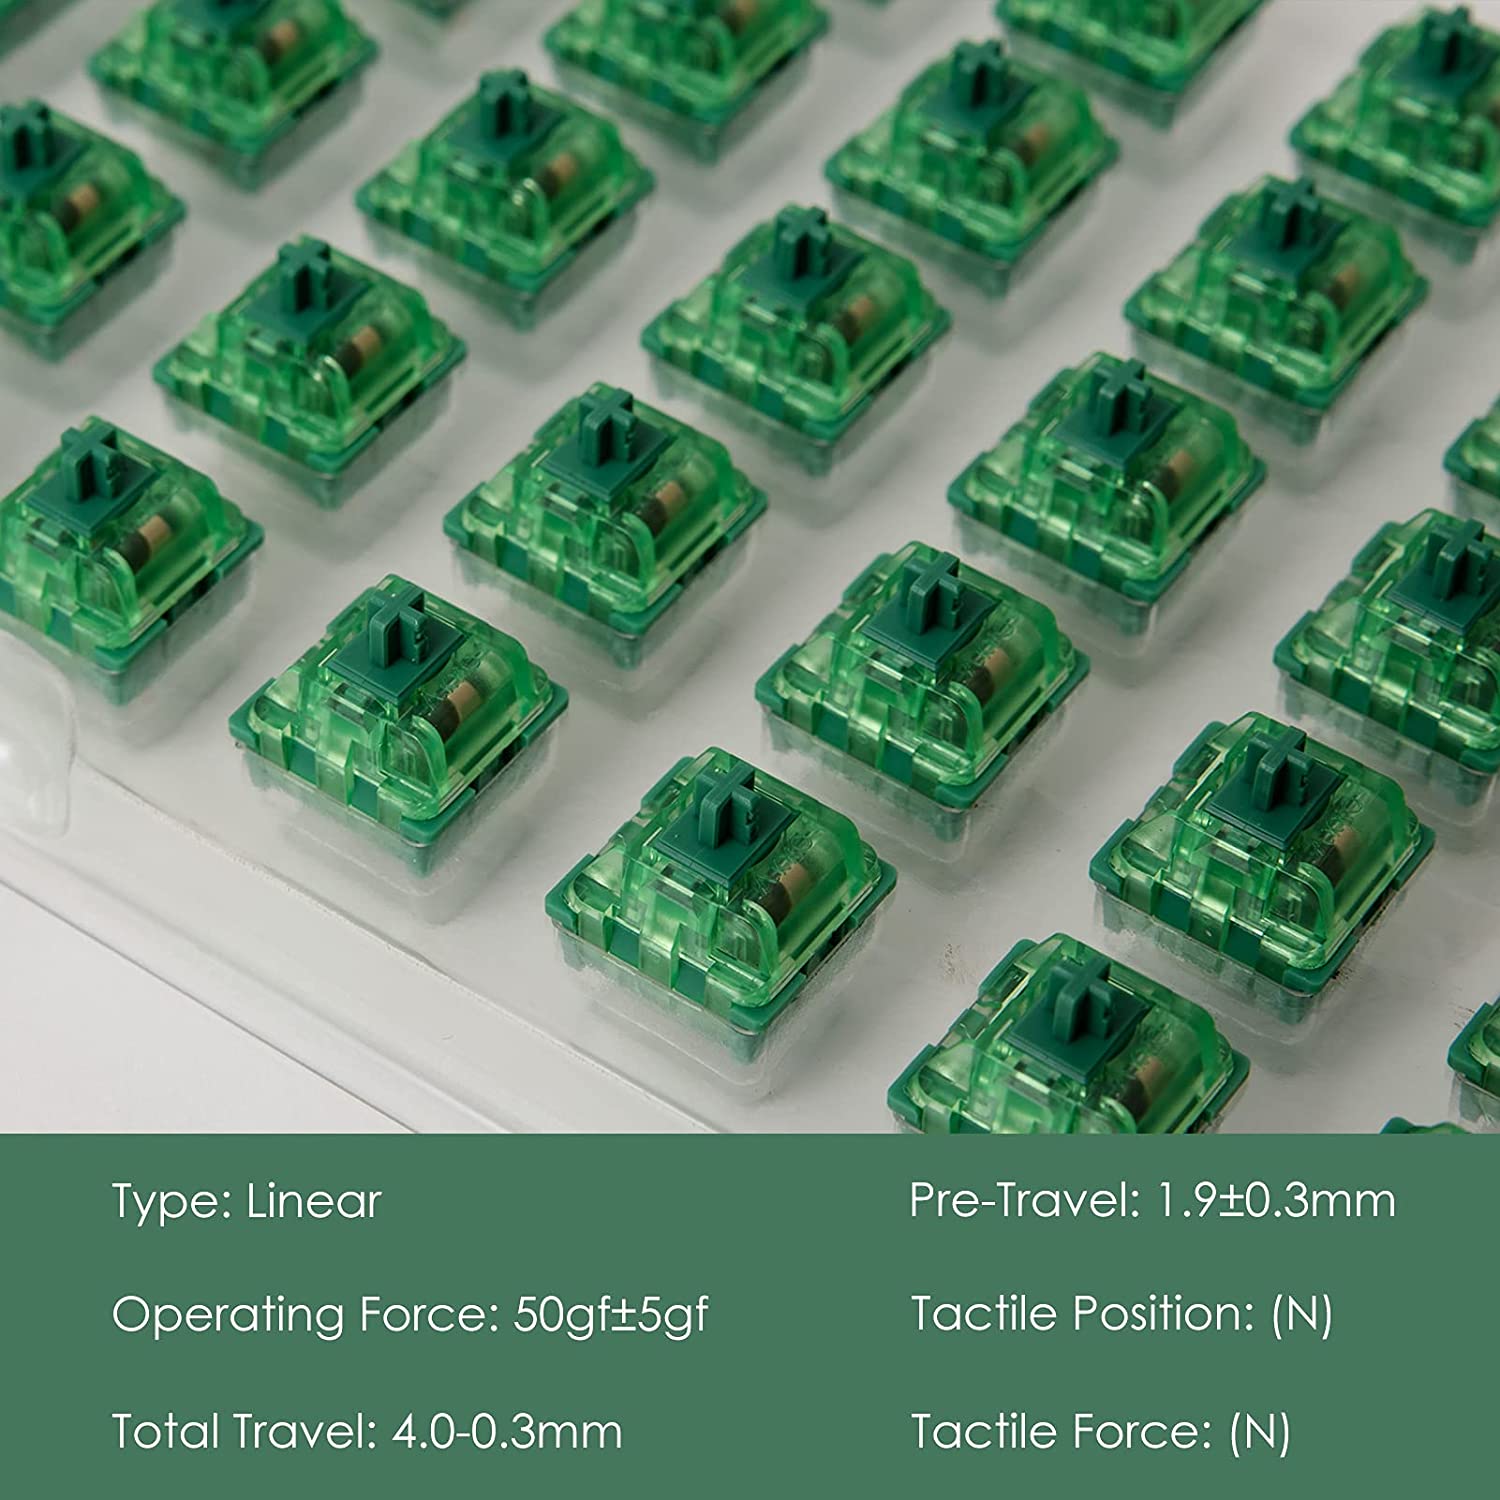 Type: Linear
Pre-Travel: 1.9±0.3mm
Operating Force: 50gf±5gf
Tactile Position: (N)
Total Travel: 4.0-0.3mm
Tactile Force: (N)